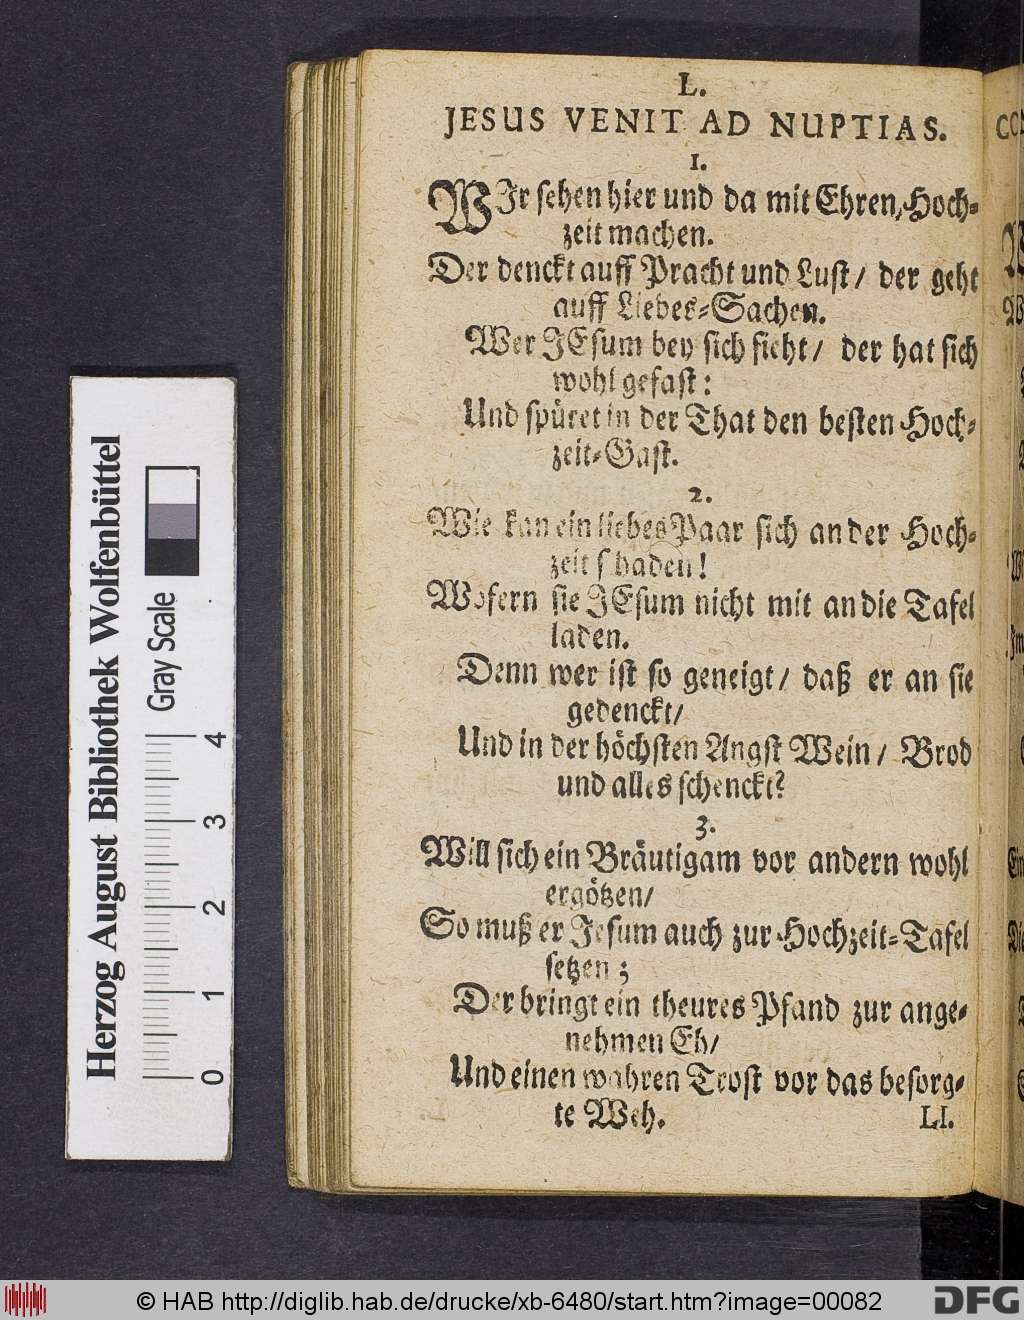 L.
JESUS VENIT AD NUPTIAS.
1.
WIr sehen hier und da mit Ehren-Hoch-
zeit machen.
Der denckt auff Pracht und Lust / der geht
auff Liebes-Sachen.
Wer JEsum bey sich sieht / der hat sich
wohl gefast:
Und spüret in der That den besten Hoch-
zeit-Gast.
2.
Wie kan ein liebes Paar sich an der Hoch-
zeit schaden!
Wofern sie JEsum nicht mit an die Tafel
laden.
Denn wer ist so geneigt / daß er an sie
gedenckt /
Und in der höchsten Angst Wein / Brod
und alles schenckt?
3.
Will sich ein Bräutigam vor andern wohl
ergötzen /
So muß er Jesum auch zur Hochzeit-Tafel
setzen;
Der bringt ein theures Pfand zur ange-
nehmen Eh /
Und einen wahren Trost vor das besorg-
te Weh.
LI.
Herzog August Bibliothek Wolfenbüttel
Gray Scale
0 1 2 3 4
© HAB http://diglib.hab.de/drucke/xb-6480/start.htm?image=00082
DFG